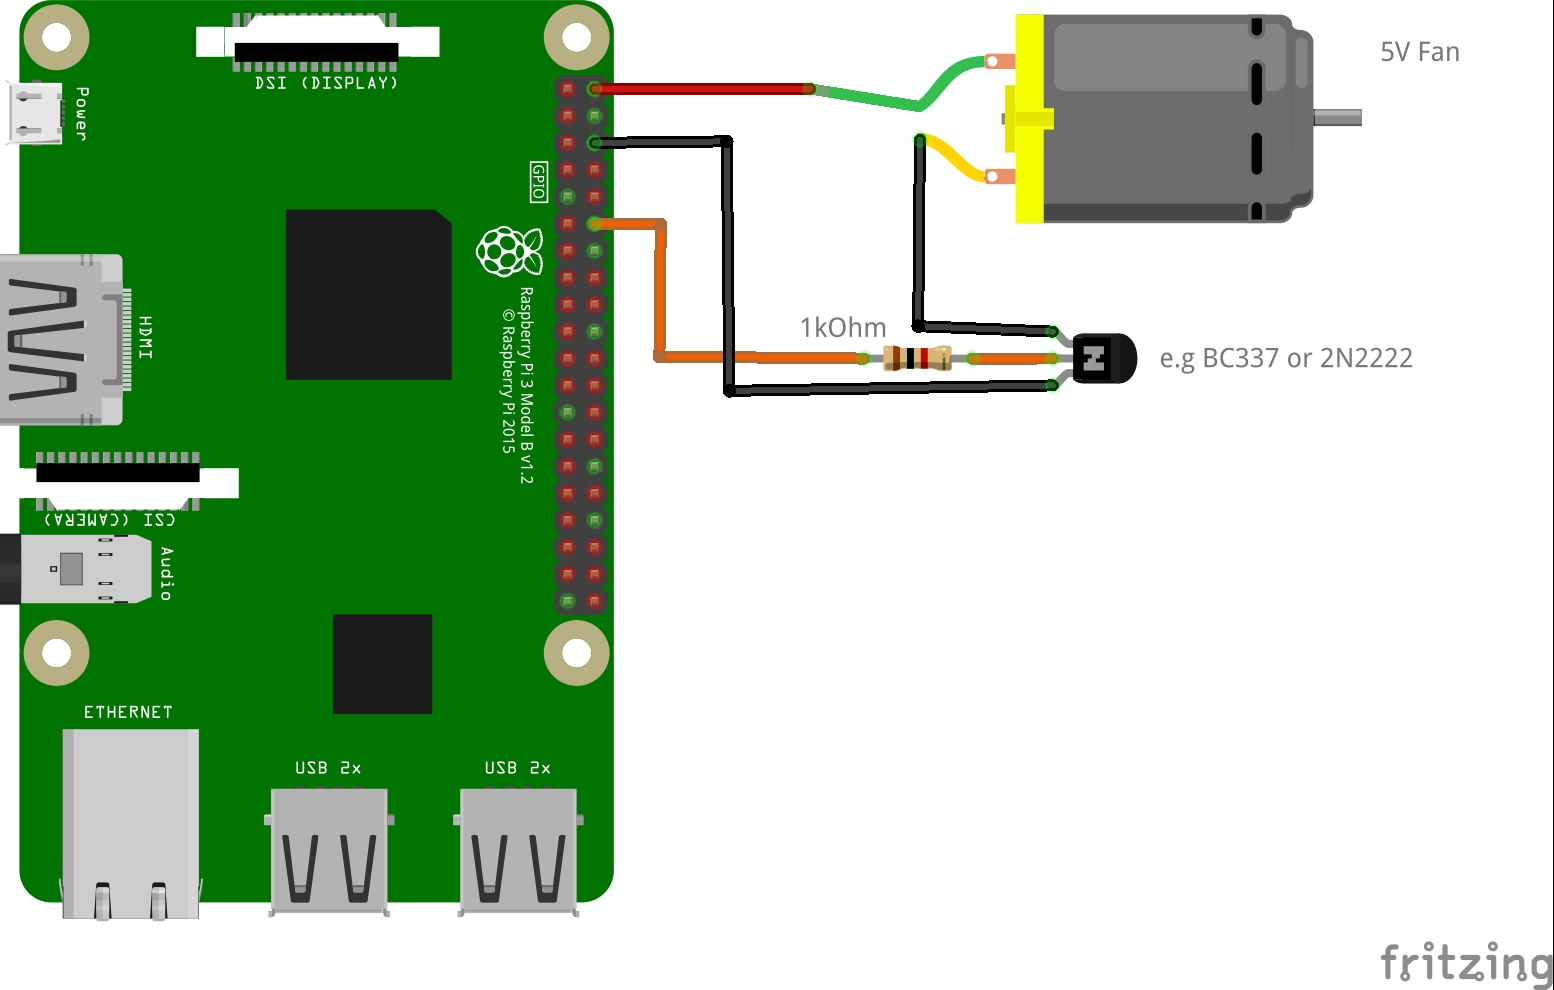 DSI (DISPLAY)
Power
5V Fan
GPIO
HDMI
Raspberry Pi 3 Model B v1.2
© Raspberry Pi 2015
1kOhm
e.g BC337 or 2N2222
CSI (CAMERA)
Audio
ETHERNET
USB 2x
USB 2x
fritzing